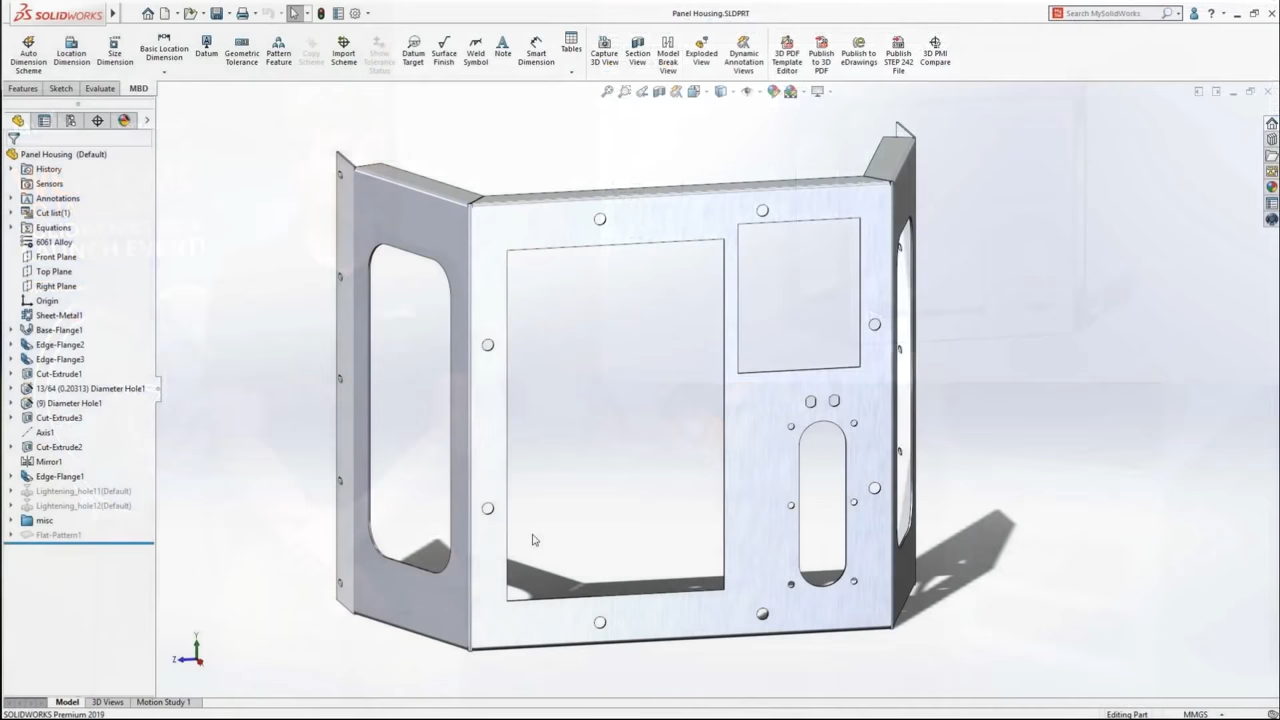 SOLIDWORKS
Panel Housing.SLDPRT
Search MySolidWorks
Auto Dimension Scheme
Location Dimension
Size Dimension
Basic Location Dimension
Datum
Geometric Tolerance
Pattern Feature
Copy Scheme
Import Scheme
Show Tolerance Status
Datum Target
Surface Finish
Weld Symbol
Note
Smart Dimension
Tables
Capture 3D View
Section View
Model Break View
Exploded View
Dynamic Annotation Views
3D PDF Template Editor
Publish to 3D PDF
Publish to eDrawings
Publish STEP 242 File
3D PMI Compare
Features Sketch Evaluate MBD
Panel Housing (Default)
History
Sensors
Annotations
Cut list(1)
Equations
6061 Alloy
Front Plane
Top Plane
Right Plane
Origin
Sheet-Metal1
Base-Flange1
Edge-Flange2
Edge-Flange3
Cut-Extrude1
13/64 (0.20313) Diameter Hole1
(9) Diameter Hole1
Cut-Extrude3
Axis1
Cut-Extrude2
Mirror1
Edge-Flange1
Lightening_hole11(Default)
Lightening_hole12(Default)
misc
Flat-Pattern1
Y
Z
Model 3D Views Motion Study 1
SOLIDWORKS Premium 2019
Editing Part
MMGS